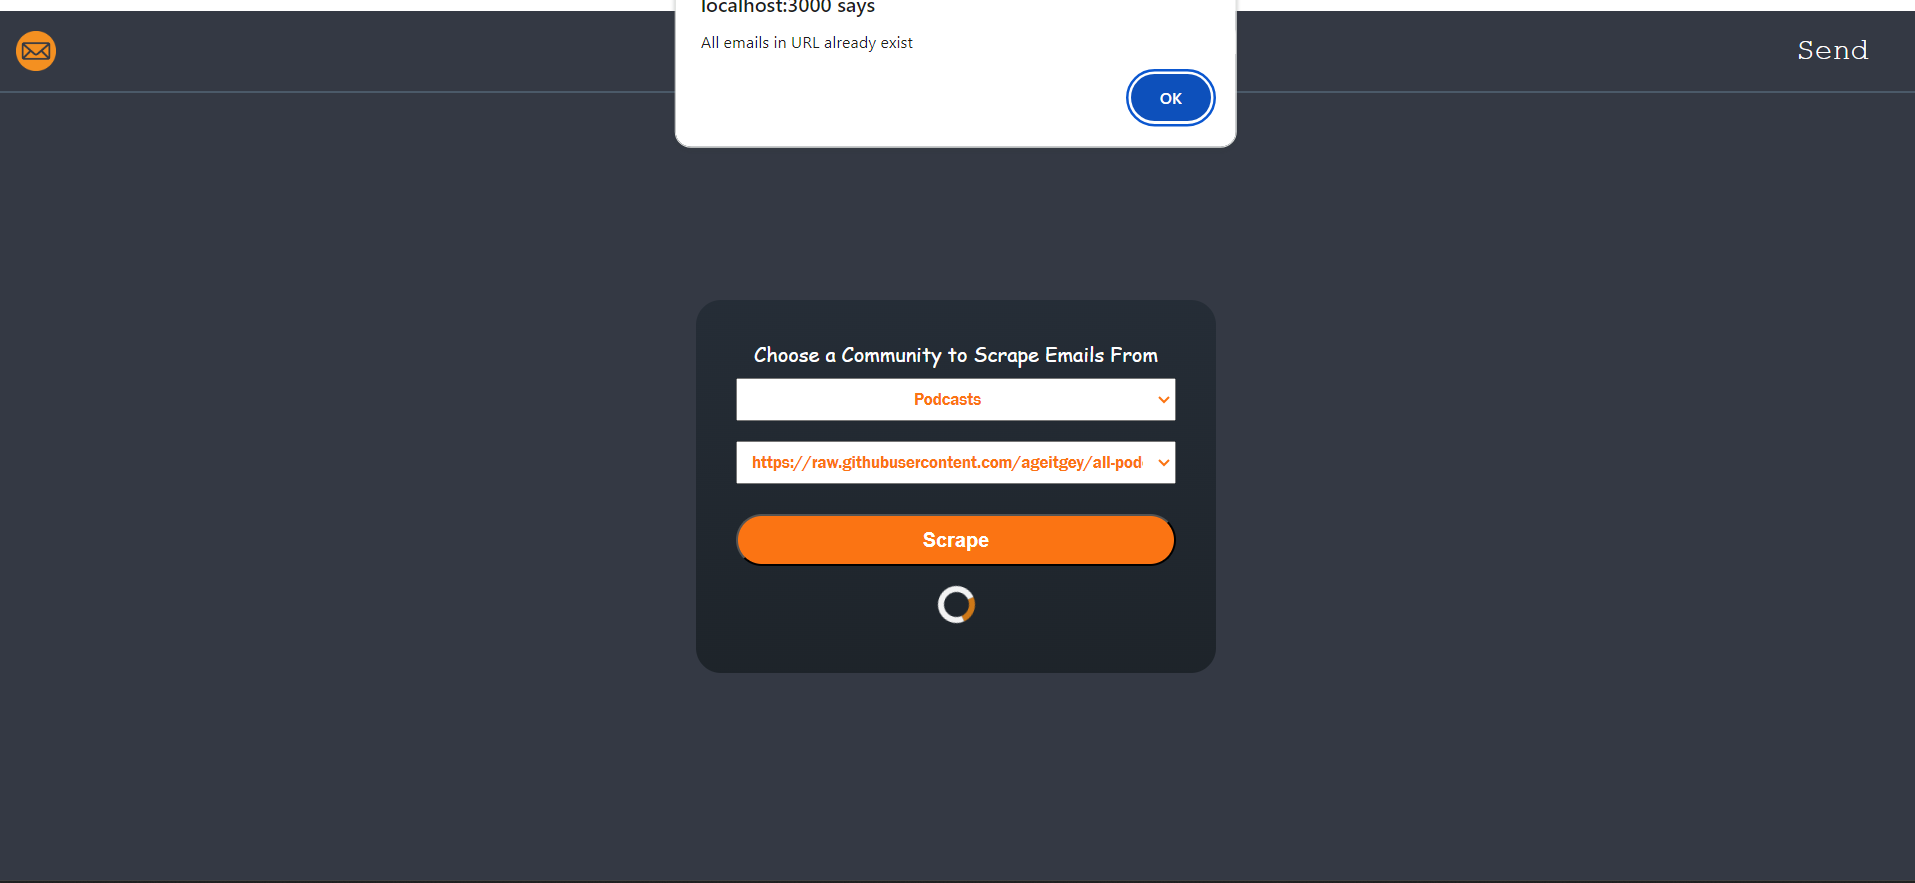 localhost:3000 says
All emails in URL already exist
OK
Send
Choose a Community to Scrape Emails From
Podcasts
https://raw.githubusercontent.com/ageitgey/all-pod
Scrape